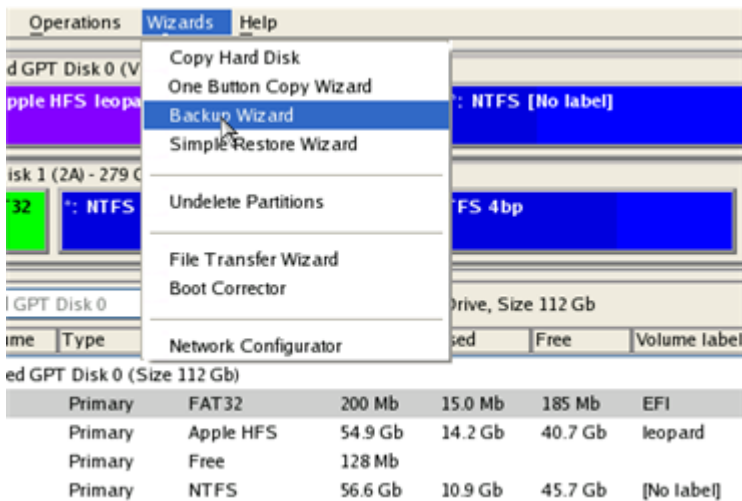 Operations Wizards Help
Copy Hard Disk
One Button Copy Wizard
Backup Wizard
Simple Restore Wizard
Undelete Partitions
File Transfer Wizard
Boot Corrector
Network Configurator
d GPT Disk 0 (V
pple HFS leopa *: NTFS [No label]
isk 1 (2A) - 279 G
32 *: NTFS TFS 4bp
GPT Disk 0 Drive, Size 112 Gb
me Type sed Free Volume label
ed GPT Disk 0 (Size 112 Gb)
Primary FAT32 200 Mb 15.0 Mb 185 Mb EFI
Primary Apple HFS 54.9 Gb 14.2 Gb 40.7 Gb leopard
Primary Free 128 Mb
Primary NTFS 56.6 Gb 10.9 Gb 45.7 Gb [No label]